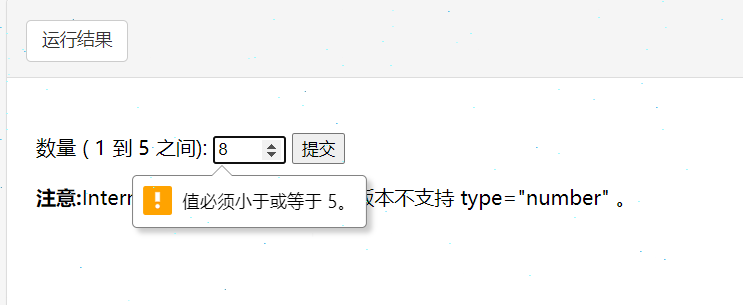 运行结果
数量 ( 1 到 5 之间): 8 提交
注意:Intern 版本不支持 type="number" 。
值必须小于或等于 5。